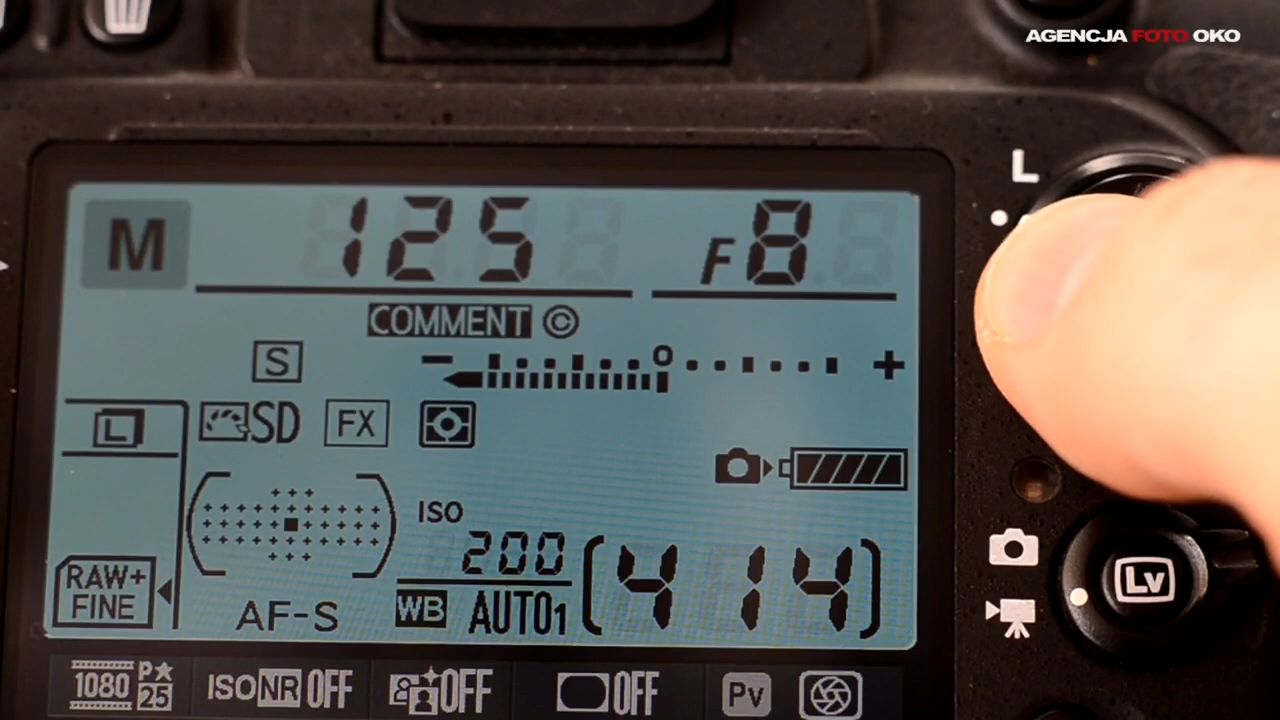 AGENCJA FOTO OKO
L
M 125 F8
COMMENT ©
S - 0 +
L SD FX
ISO
200 [414]
RAW+
FINE
AF-S WB AUTO1
Lv
1080 P★
25
ISO NR OFF OFF OFF Pv